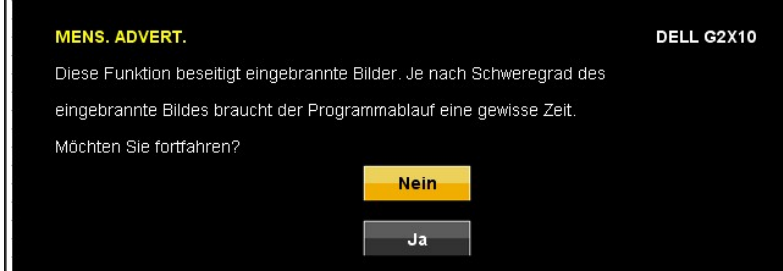 MENS. ADVERT. DELL G2X10
Diese Funktion beseitigt eingebrannte Bilder. Je nach Schweregrad des
eingebrannte Bildes braucht der Programmablauf eine gewisse Zeit.
Möchten Sie fortfahren?
Nein
Ja